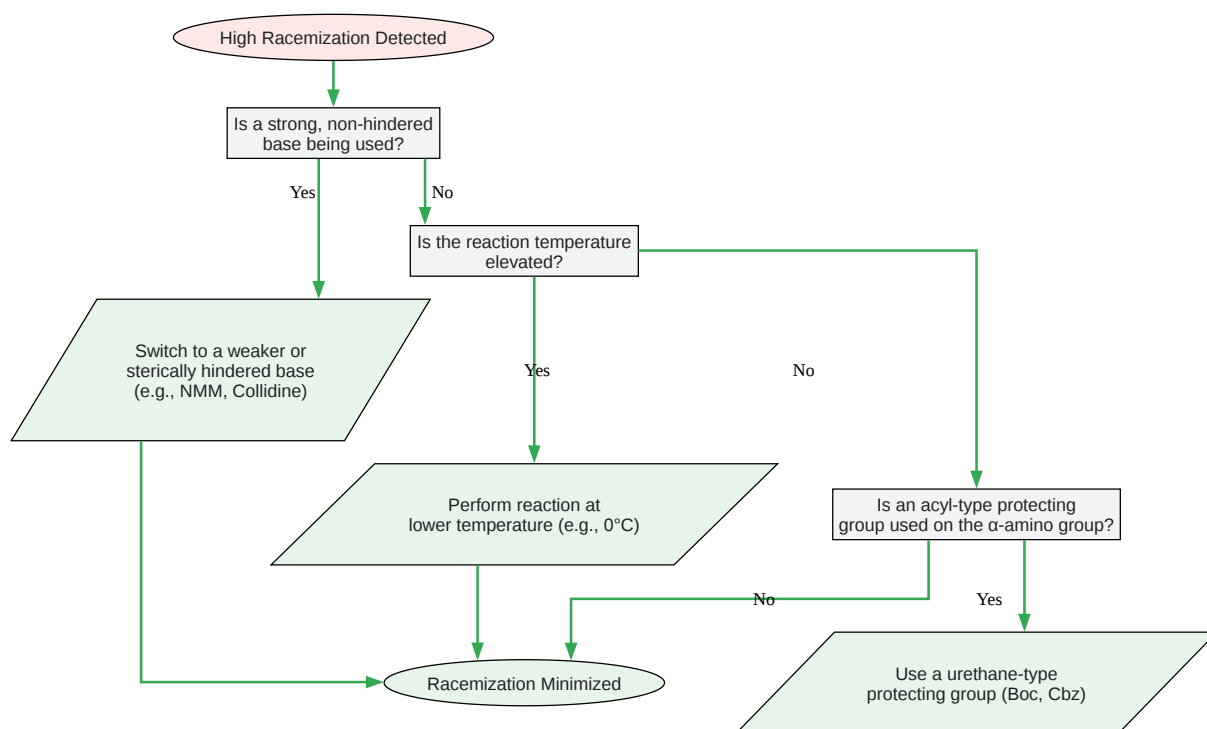 High Racemization Detected
Is a strong, non-hindered
base being used?
Yes
No
Is the reaction temperature
elevated?
Switch to a weaker or
sterically hindered base
(e.g., NMM, Collidine)
Yes
No
Perform reaction at
lower temperature (e.g., 0°C)
Is an acyl-type protecting
group used on the α-amino group?
No
Yes
Racemization Minimized
Use a urethane-type
protecting group (Boc, Cbz)